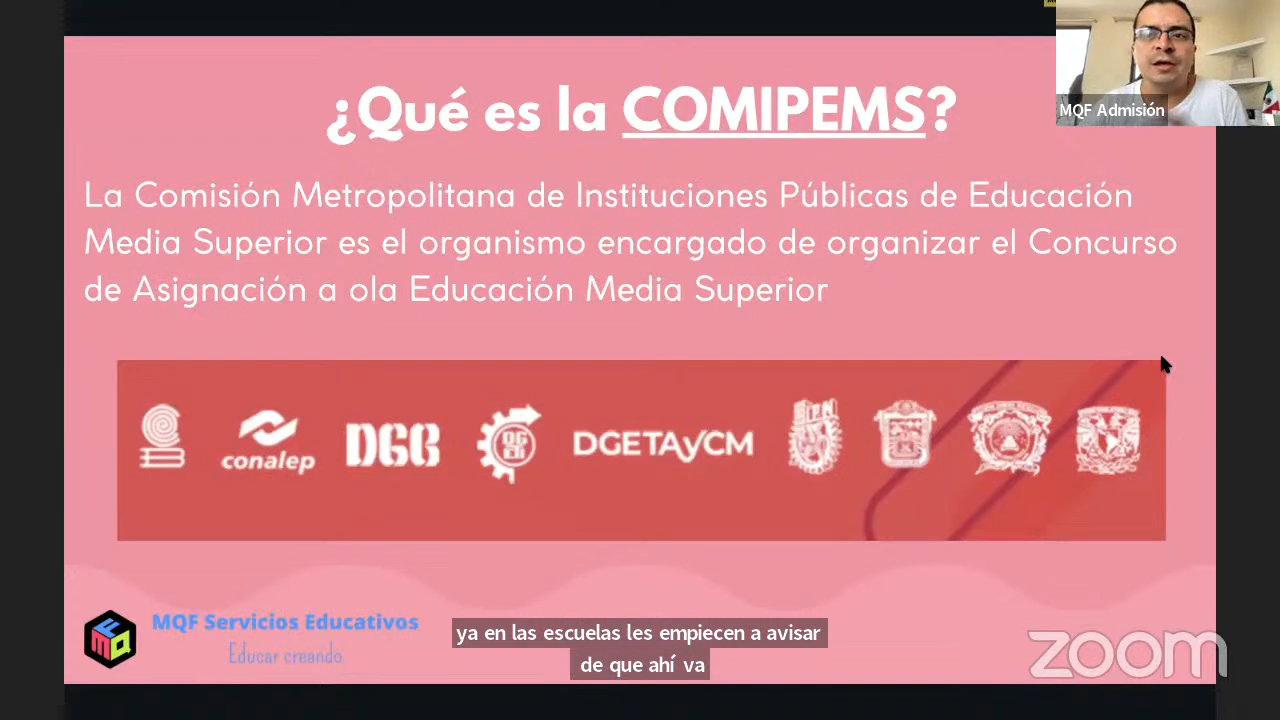 ¿Qué es la COMIPEMS?
MQF Admisión
La Comisión Metropolitana de Instituciones Públicas de Educación
Media Superior es el organismo encargado de organizar el Concurso
de Asignación a ola Educación Media Superior
conalep
DGB
DGETAYCM
IPN
MQF Servicios Educativos
Educar creando
ya en las escuelas les empiecen a avisar
de que ahí va
zoom